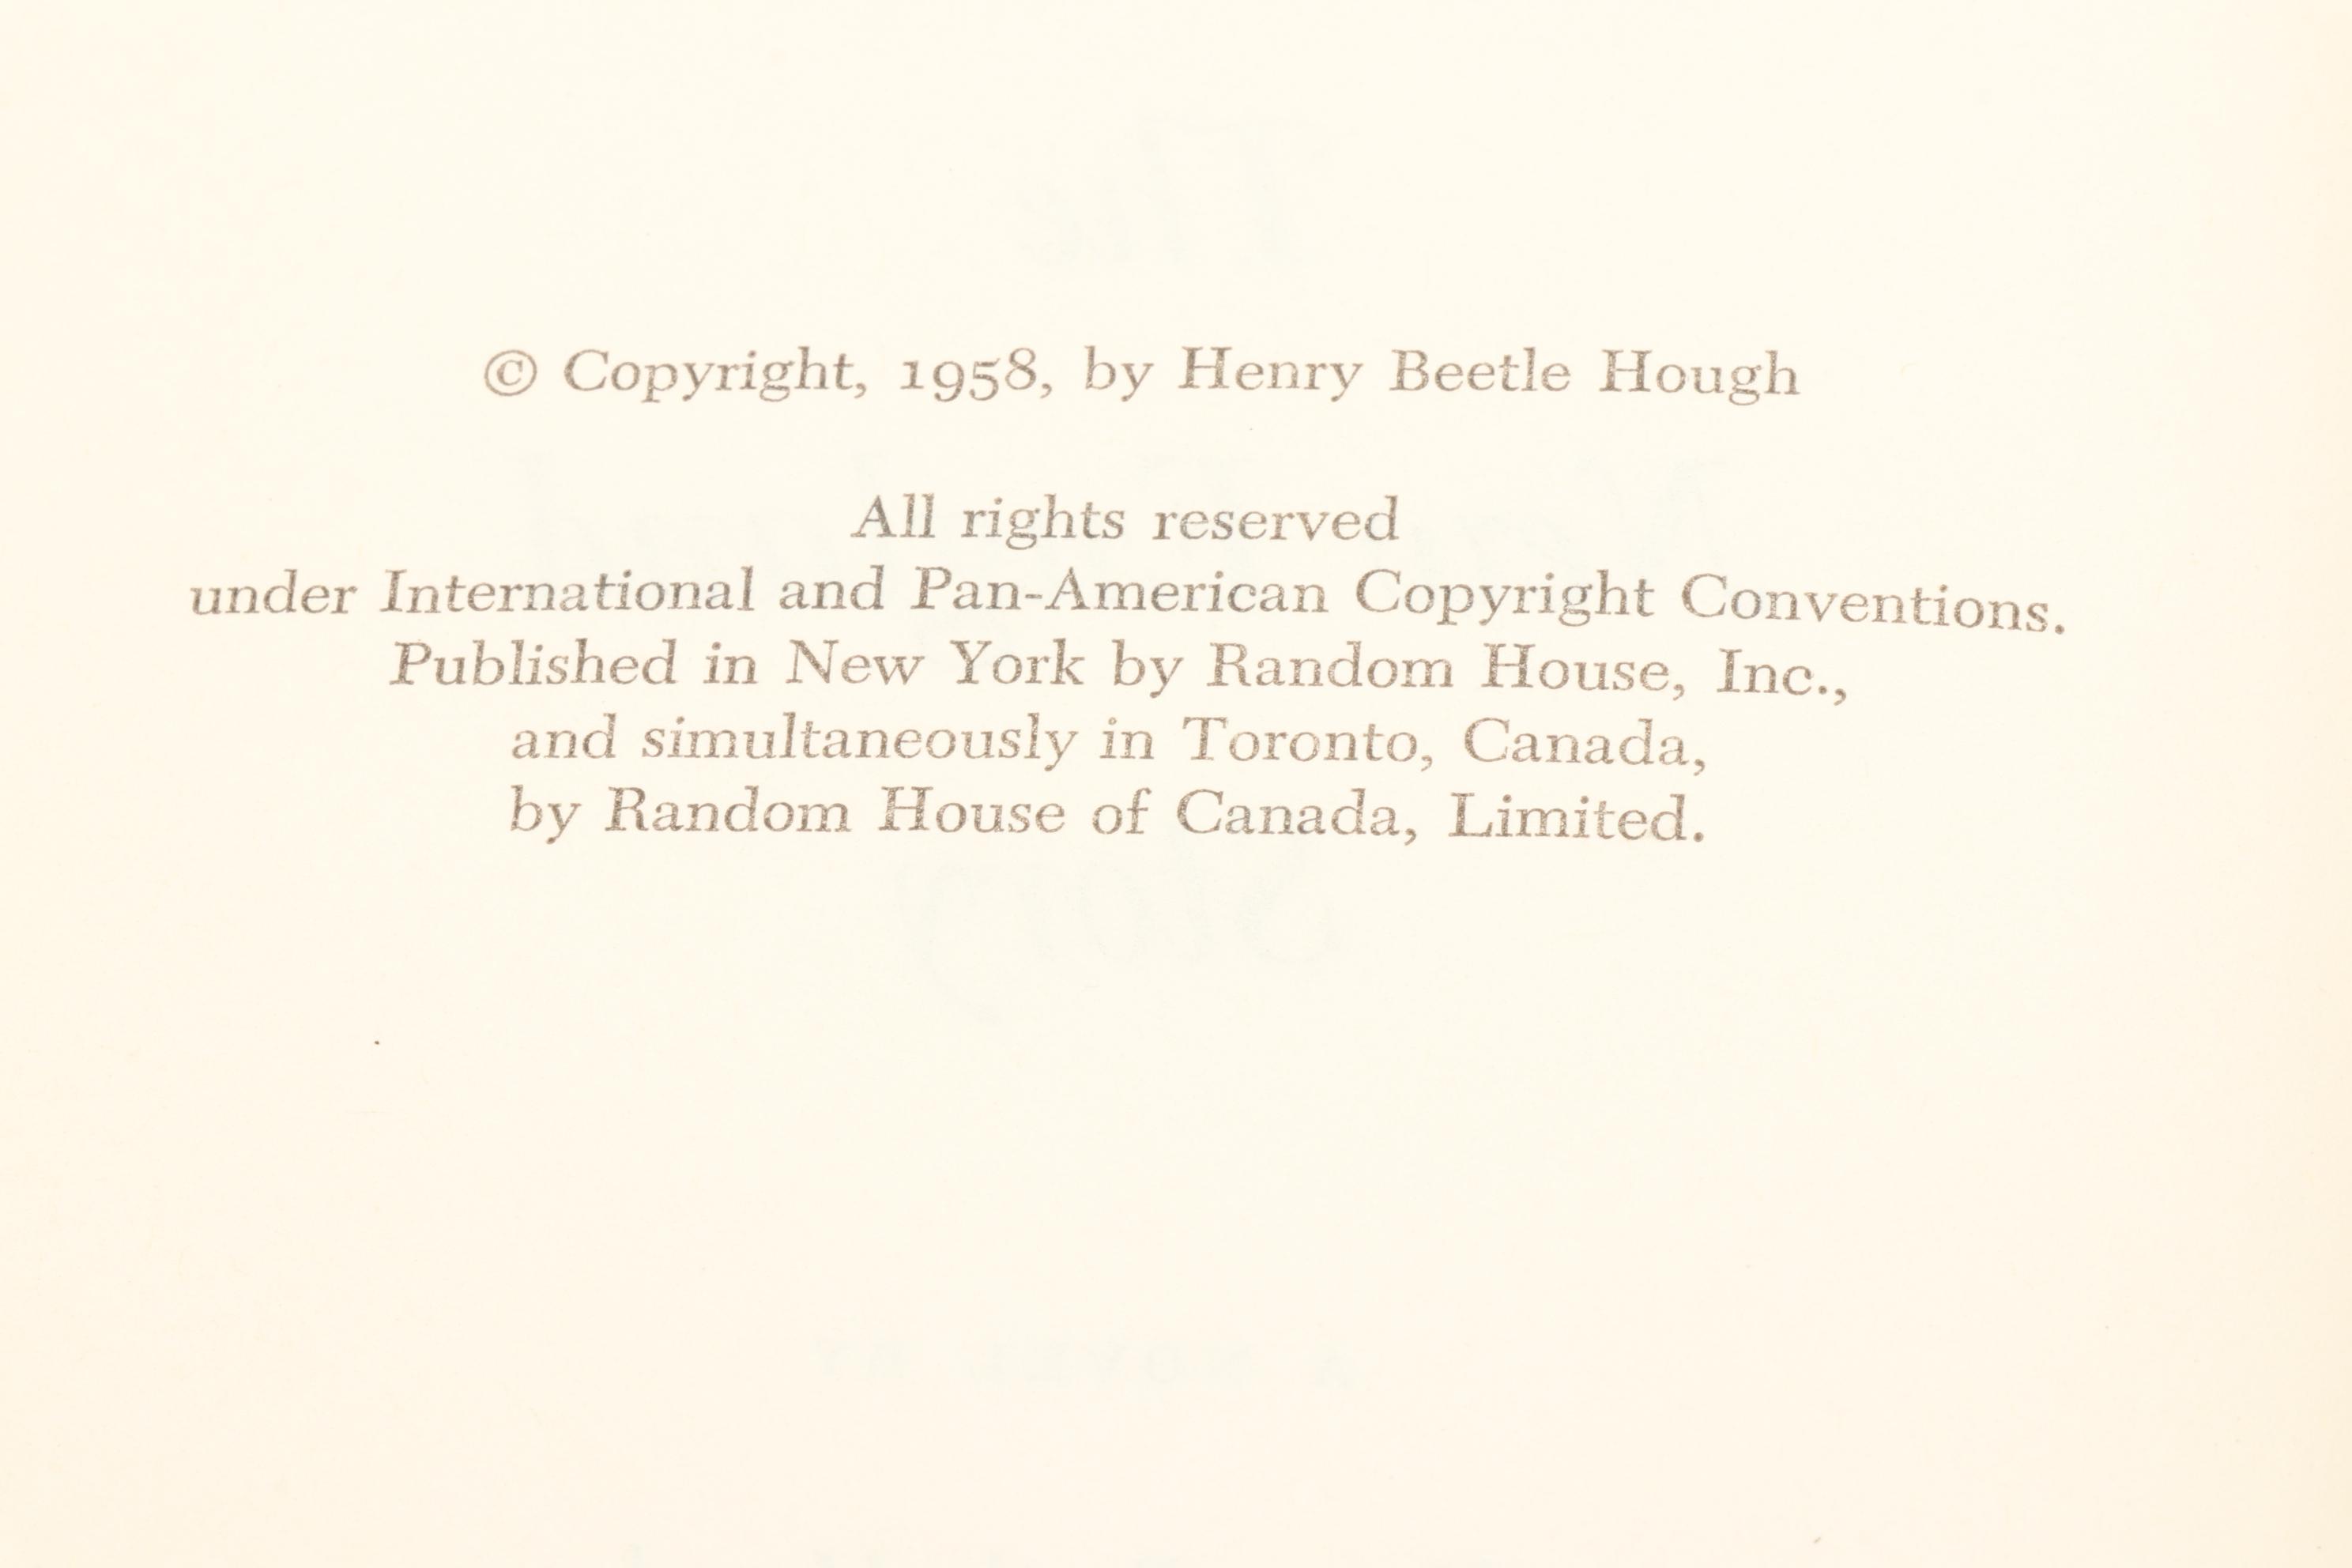 © Copyright, 1958, by Henry Beetle Hough
All rights reserved
under International and Pan-American Copyright Conventions.
Published in New York by Random House, Inc.,
and simultaneously in Toronto, Canada,
by Random House of Canada, Limited.